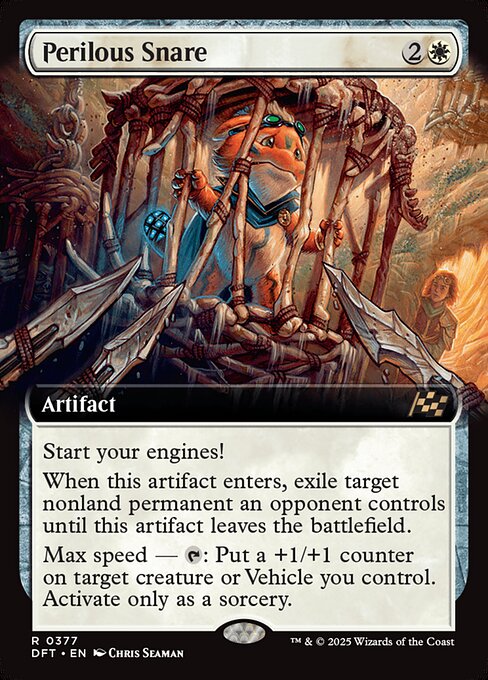 Perilous Snare 2
Artifact
Start your engines!
When this artifact enters, exile target
nonland permanent an opponent controls
until this artifact leaves the battlefield.
Max speed — : Put a +1/+1 counter
on target creature or Vehicle you control.
Activate only as a sorcery.
R 0377
DFT • EN Chris Seaman
™ & © 2025 Wizards of the Coast